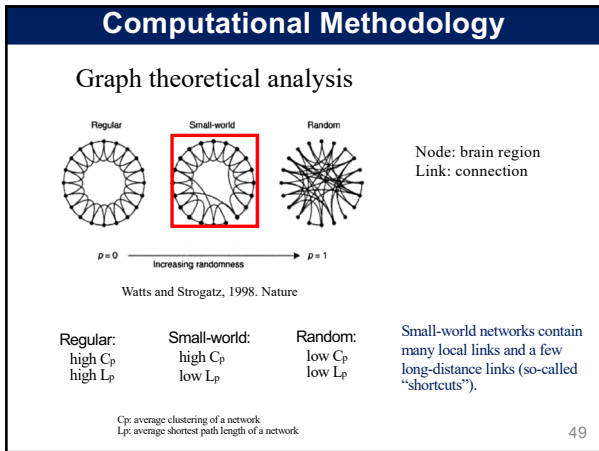 Computational Methodology
Graph theoretical analysis
Regular
Small-world
Random
Node: brain region
Link: connection
p = 0
Increasing randomness
p = 1
Watts and Strogatz, 1998. Nature
Regular:
high Cp
high Lp
Small-world:
high Cp
low Lp
Random:
low Cp
low Lp
Small-world networks contain
many local links and a few
long-distance links (so-called
“shortcuts”).
Cp: average clustering of a network
Lp: average shortest path length of a network
49